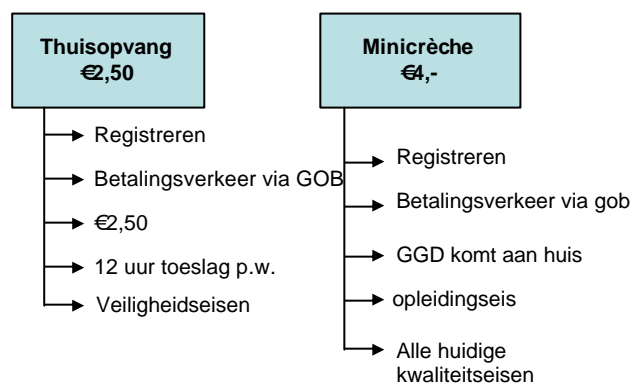 Thuisopvang
€2,50
Registreren
Betalingsverkeer via GOB
€2,50
12 uur toeslag p.w.
Veiligheidseisen
Minicrèche
€4,-
Registreren
Betalingsverkeer via gob
GGD komt aan huis
opleidingseis
Alle huidige
kwaliteitseisen